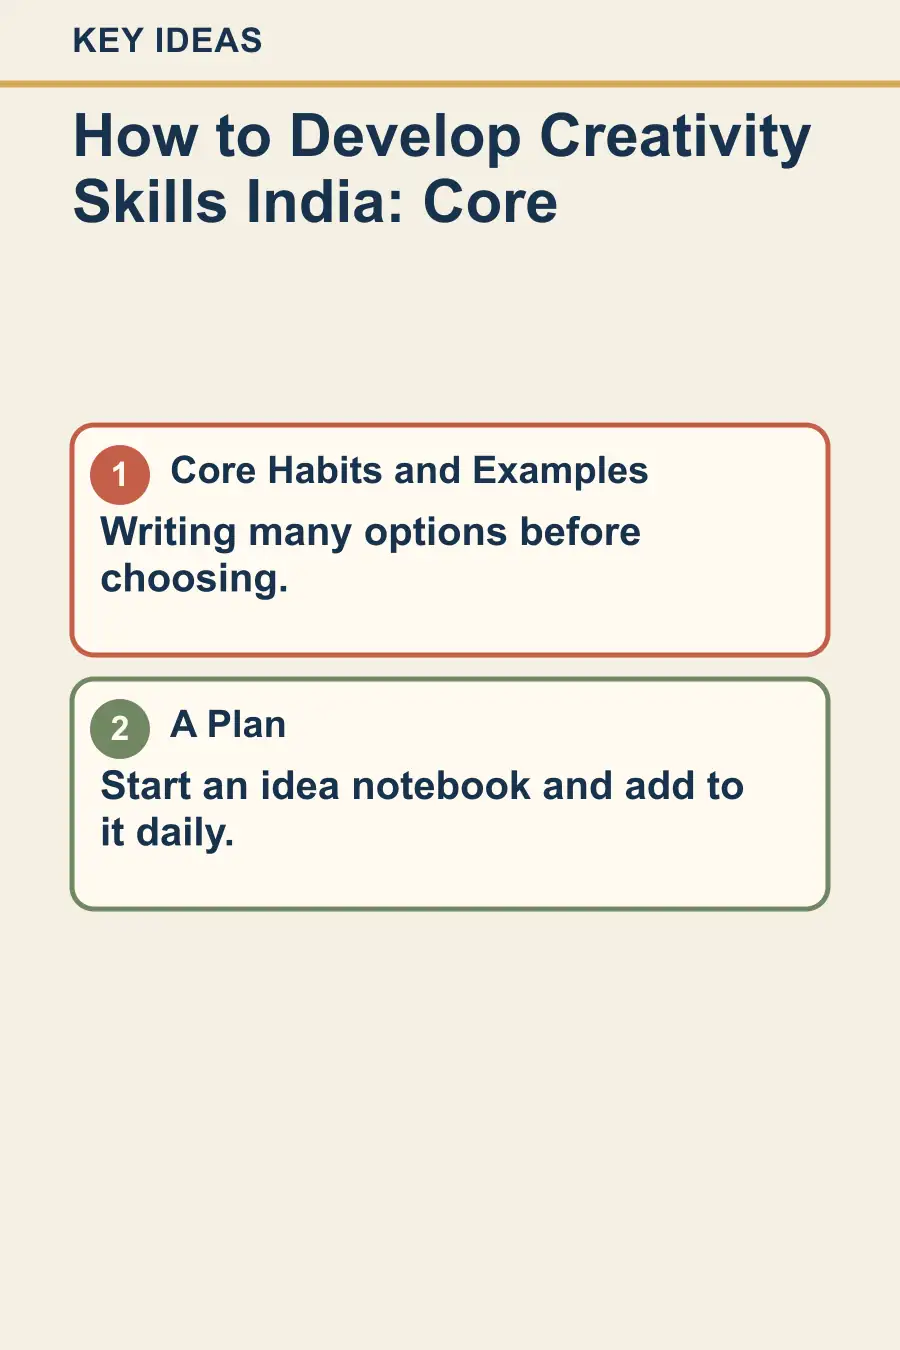 KEY IDEAS
How to Develop Creativity
Skills India: Core
1 Core Habits and Examples
Writing many options before
choosing.
2 A Plan
Start an idea notebook and add to
it daily.